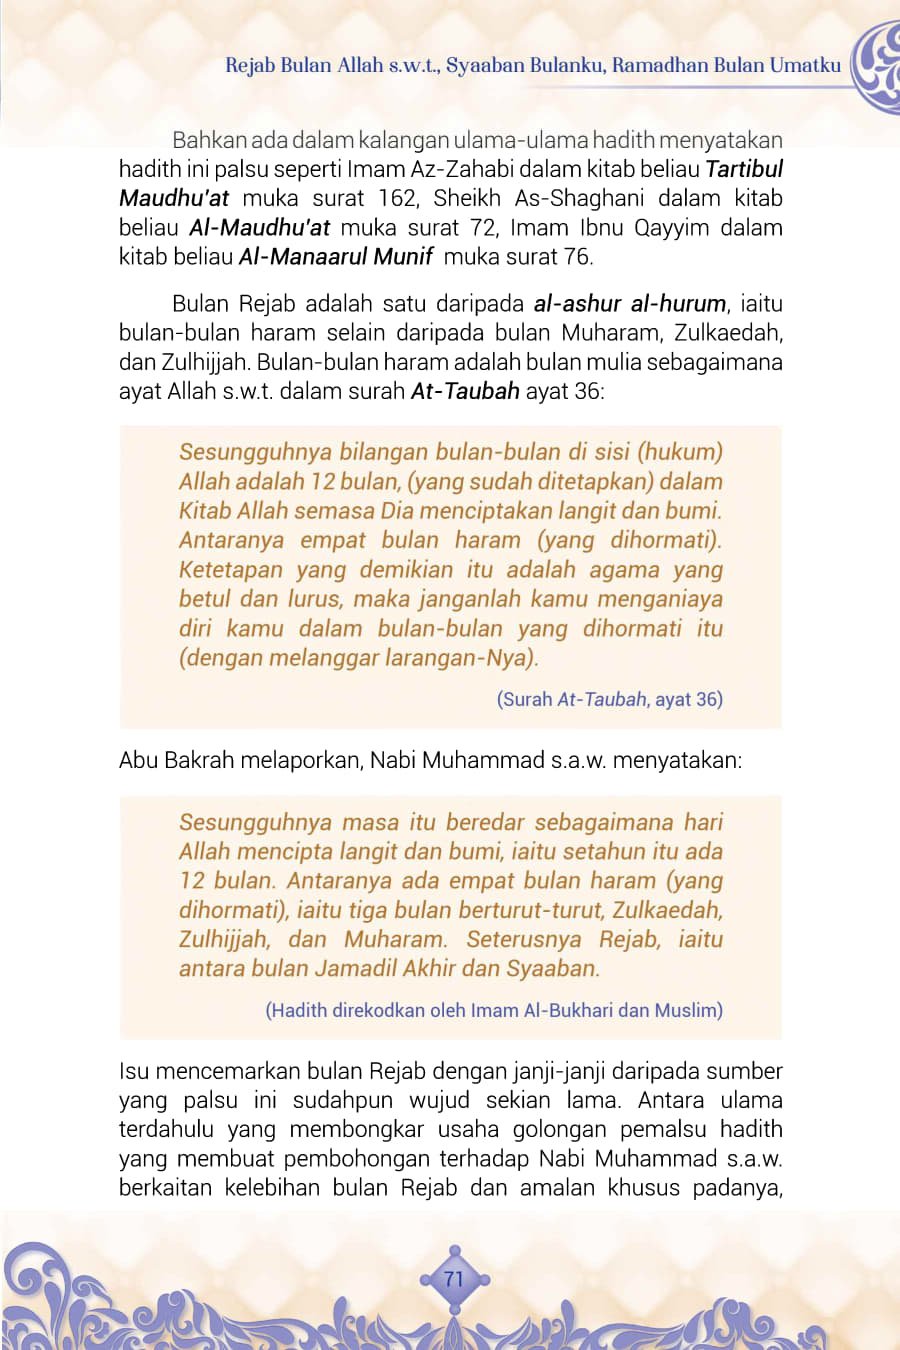 Rejab Bulan Allah s.w.t., Syaaban Bulanku, Ramadhan Bulan Umatku
Bahkan ada dalam kalangan ulama-ulama hadith menyatakan
hadith ini palsu seperti Imam Az-Zahabi dalam kitab beliau Tartibul
Maudhu'at muka surat 162, Sheikh As-Shaghani dalam kitab
beliau Al-Maudhu'at muka surat 72, Imam Ibnu Qayyim dalam
kitab beliau Al-Manaarul Munif muka surat 76.
Bulan Rejab adalah satu daripada al-ashur al-hurum, iaitu
bulan-bulan haram selain daripada bulan Muharam, Zulkaedah,
dan Zulhijjah. Bulan-bulan haram adalah bulan mulia sebagaimana
ayat Allah s.w.t. dalam surah At-Taubah ayat 36:
Sesungguhnya bilangan bulan-bulan di sisi (hukum)
Allah adalah 12 bulan, (yang sudah ditetapkan) dalam
Kitab Allah semasa Dia menciptakan langit dan bumi.
Antaranya empat bulan haram (yang dihormati).
Ketetapan yang demikian itu adalah agama yang
betul dan lurus, maka janganlah kamu menganiaya
diri kamu dalam bulan-bulan yang dihormati itu
(dengan melanggar larangan-Nya).
(Surah At-Taubah, ayat 36)
Abu Bakrah melaporkan, Nabi Muhammad s.a.w. menyatakan:
Sesungguhnya masa itu beredar sebagaimana hari
Allah mencipta langit dan bumi, iaitu setahun itu ada
12 bulan. Antaranya ada empat bulan haram (yang
dihormati), iaitu tiga bulan berturut-turut, Zulkaedah,
Zulhijjah, dan Muharam. Seterusnya Rejab, iaitu
antara bulan Jamadil Akhir dan Syaaban.
(Hadith direkodkan oleh Imam Al-Bukhari dan Muslim)
Isu mencemarkan bulan Rejab dengan janji-janji daripada sumber
yang palsu ini sudahpun wujud sekian lama. Antara ulama
terdahulu yang membongkar usaha golongan pemalsu hadith
yang membuat pembohongan terhadap Nabi Muhammad s.a.w.
berkaitan kelebihan bulan Rejab dan amalan khusus padanya,
71